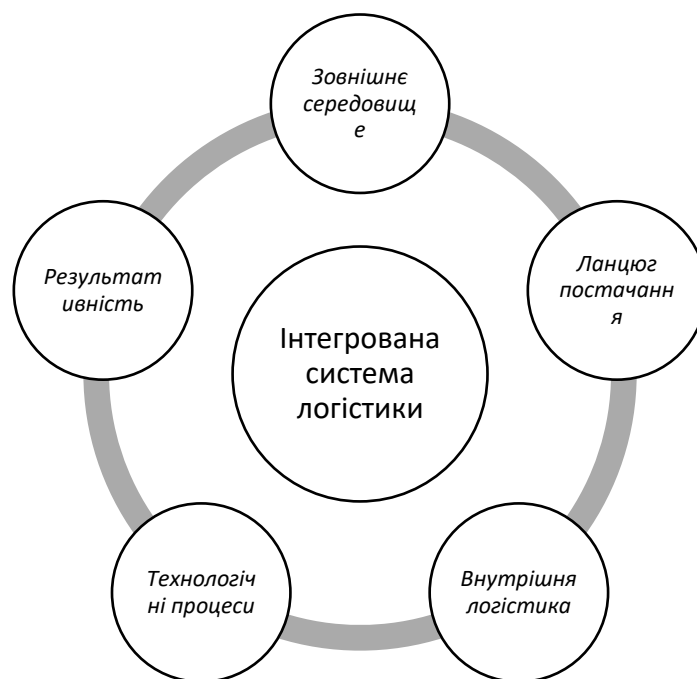 Зовнішнє
середовищ
е
Ланцюг
постачанн
я
Внутрішня
логістика
Технологіч
ні процеси
Результат
ивність
Інтегрована
система
логістики